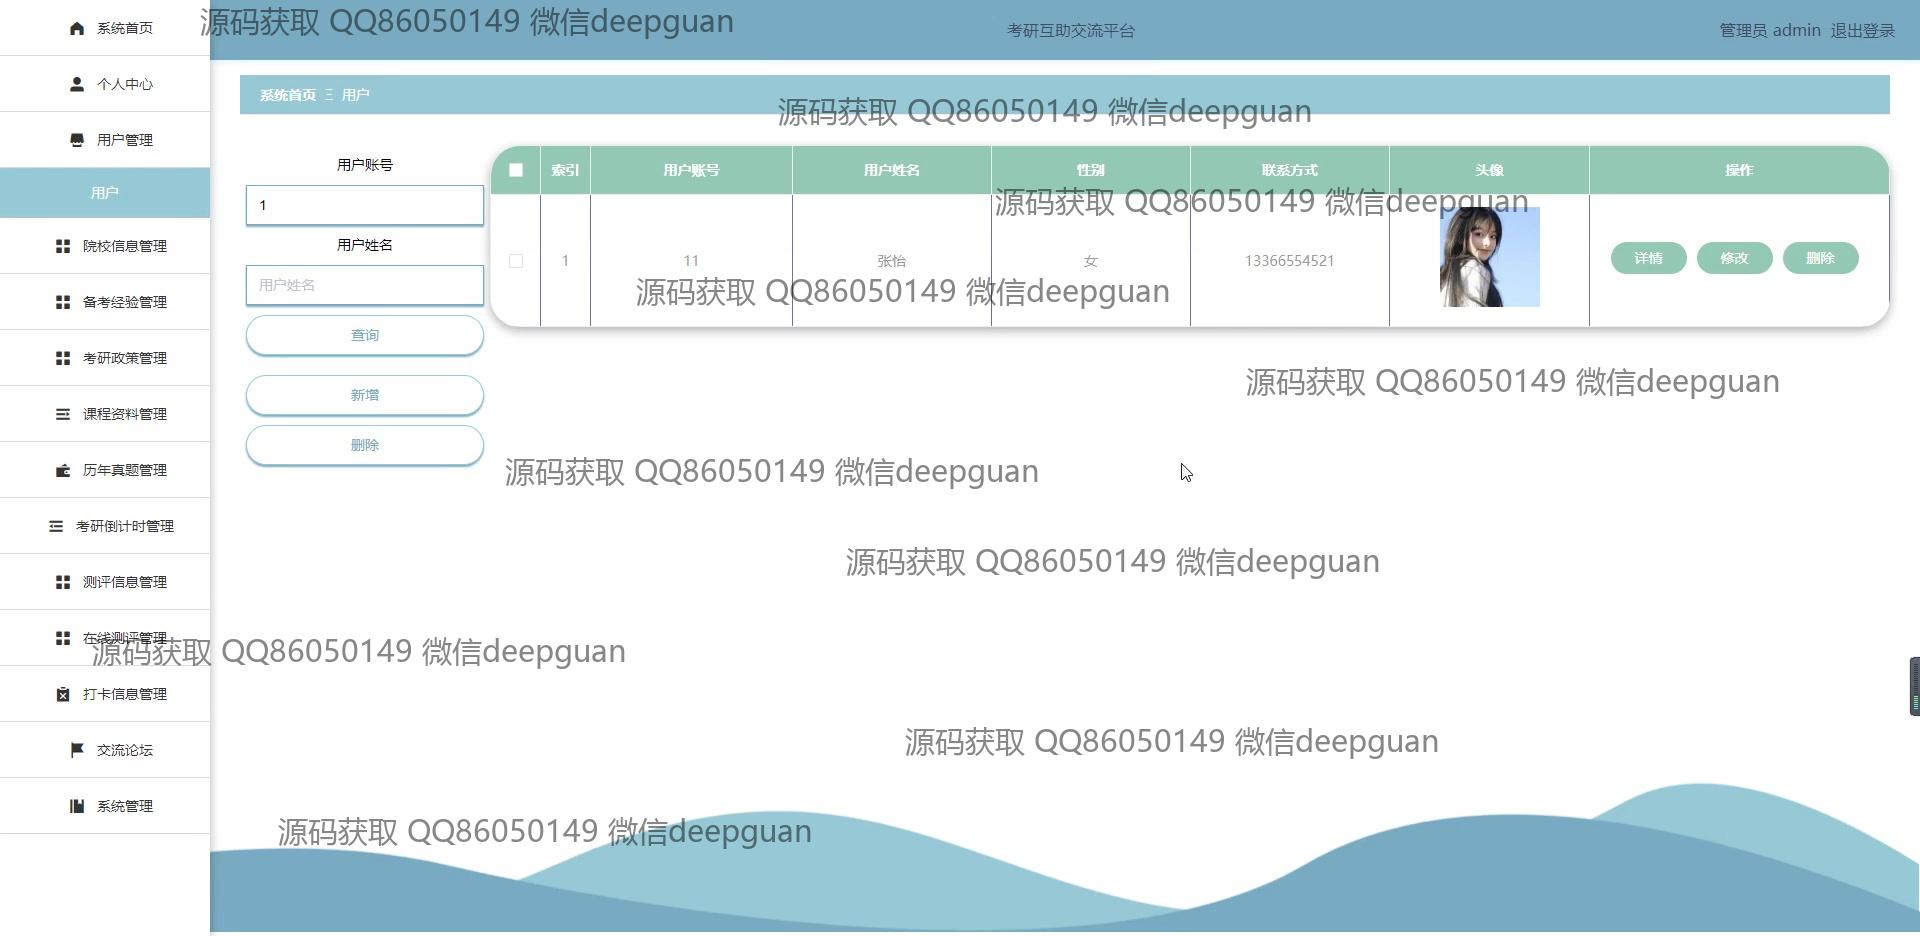 系统首页
个人中心
用户管理
用户
院校信息管理
备考经验管理
考研政策管理
课程资料管理
历年真题管理
考研倒计时管理
测评信息管理
在线测评管理
打卡信息管理
交流论坛
系统管理
源码获取 QQ86050149 微信deepguan
考研互助交流平台
管理员 admin 退出登录
系统首页 Ξ 用户
源码获取 QQ86050149 微信deepguan
用户账号
1
用户姓名
用户姓名
查询
新增
删除
索引 用户账号 用户姓名 性别 联系方式 头像 操作
源码获取 QQ86050149 微信deepguan
1 11 张怡 女 13366554521 详情 修改 删除
源码获取 QQ86050149 微信deepguan
源码获取 QQ86050149 微信deepguan
源码获取 QQ86050149 微信deepguan
源码获取 QQ86050149 微信deepguan
源码获取 QQ86050149 微信deepguan
源码获取 QQ86050149 微信deepguan
源码获取 QQ86050149 微信deepguan